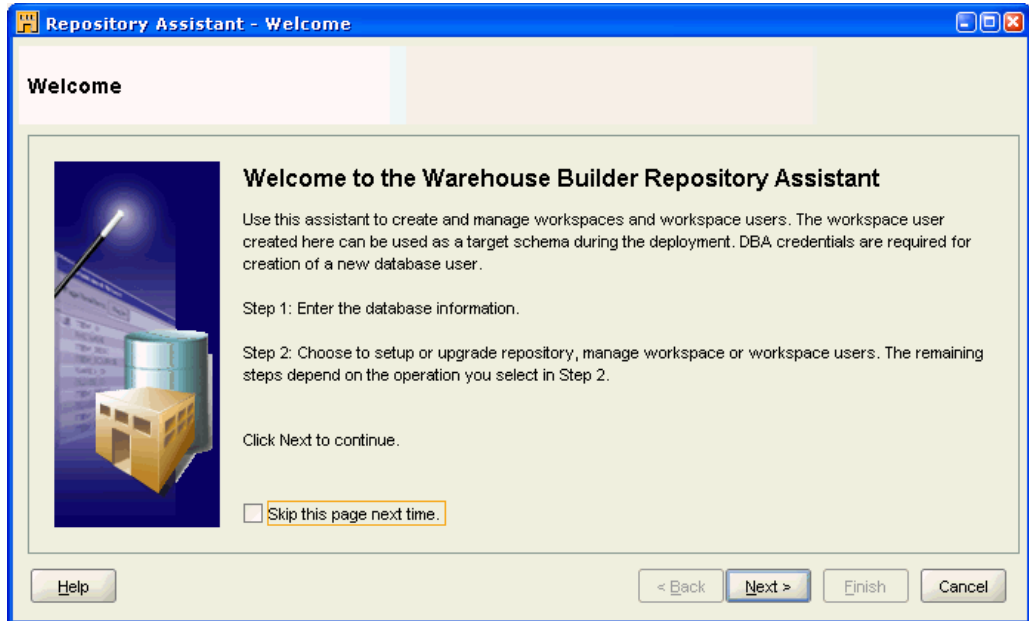 Repository Assistant - Welcome
Welcome
Welcome to the Warehouse Builder Repository Assistant
Use this assistant to create and manage workspaces and workspace users. The workspace user
created here can be used as a target schema during the deployment. DBA credentials are required for
creation of a new database user.
Step 1: Enter the database information.
Step 2: Choose to setup or upgrade repository, manage workspace or workspace users. The remaining
steps depend on the operation you select in Step 2.
Click Next to continue.
Skip this page next time.
Help
< Back
Next >
Finish
Cancel